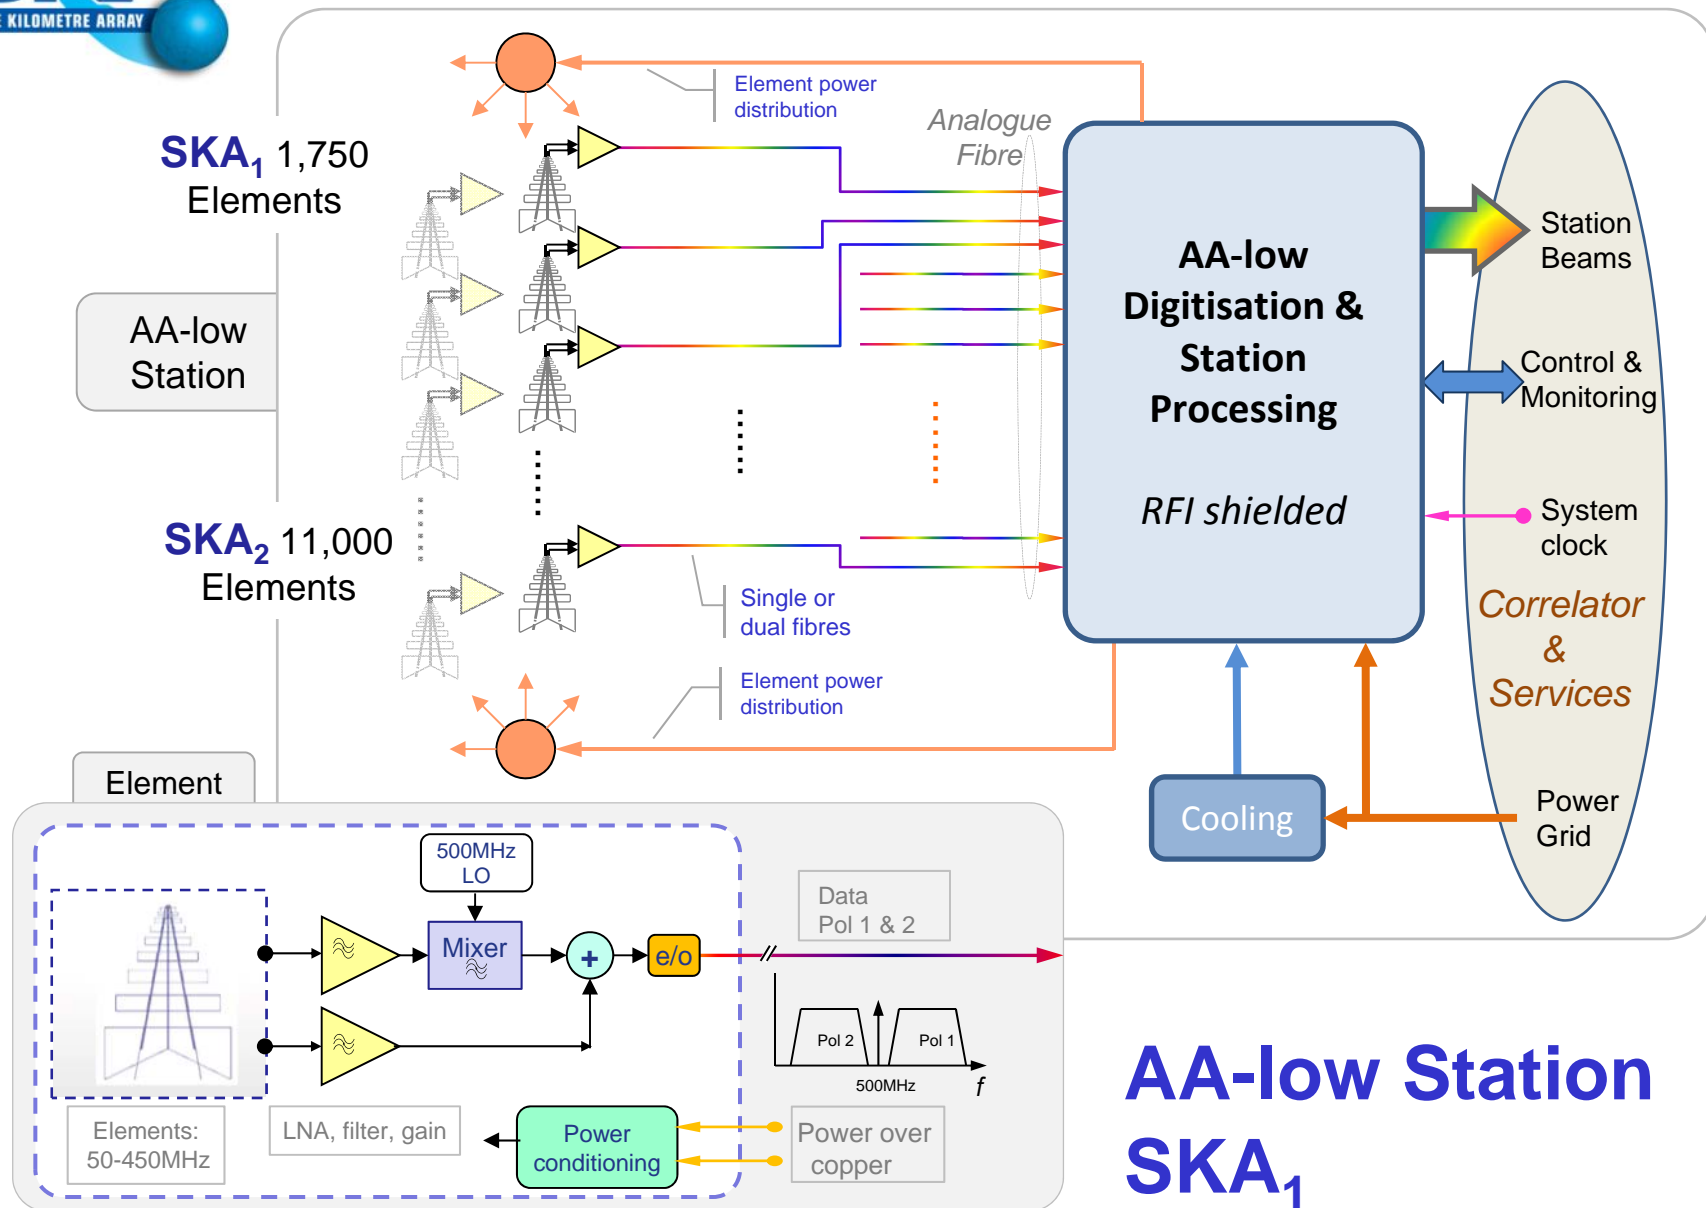 KILOMETRE ARRAY
Element power
distribution
Analogue
Fibre
SKA1 1,750
Elements
AA-low
Station
SKA2 11,000
Elements
AA-low
Digitisation &
Station
Processing
RFI shielded
Station
Beams
Control &
Monitoring
System
clock
Correlator
&
Services
Power
Grid
Single or
dual fibres
Element power
distribution
Cooling
Element
500MHz
LO
Mixer
+
e/o
Data
Pol 1 & 2
Pol 2
Pol 1
500MHz
f
Elements:
50-450MHz
LNA, filter, gain
Power
conditioning
Power over
copper
AA-low Station
SKA1